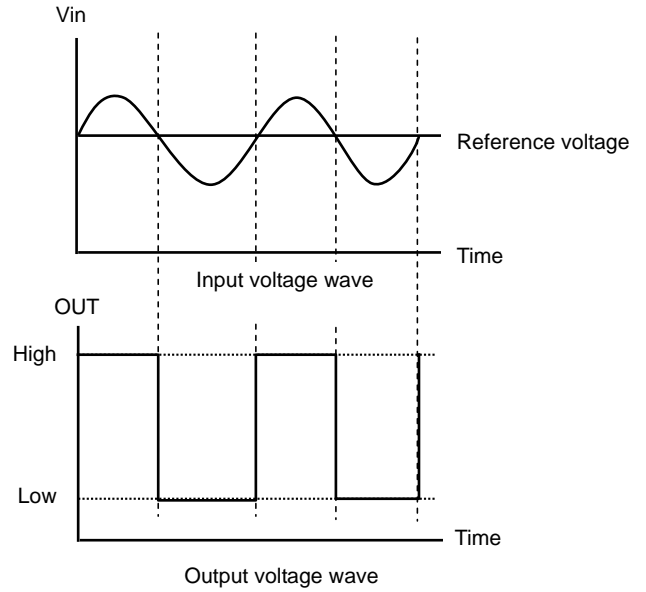 Vin
Reference voltage
Time
Input voltage wave
OUT
High
Low
Time
Output voltage wave